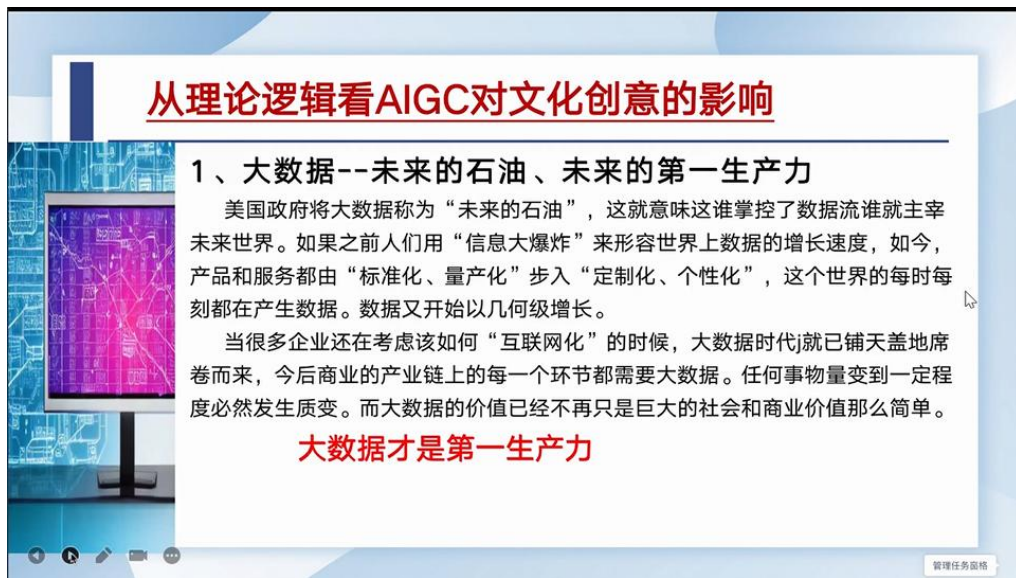 从理论逻辑看AIGC对文化创意的影响
1、大数据--未来的石油、未来的第一生产力
美国政府将大数据称为“未来的石油”，这就意味这谁掌控了数据流谁就主宰
未来世界。如果之前人们用“信息大爆炸”来形容世界上数据的增长速度，如今，
产品和服务都由“标准化、量产化”步入“定制化、个性化”，这个世界的每时每
刻都在产生数据。数据又开始以几何级增长。
当很多企业还在考虑该如何“互联网化”的时候，大数据时代j就已铺天盖地席
卷而来，今后商业的产业链上的每一个环节都需要大数据。任何事物量变到一定程
度必然发生质变。而大数据的价值已经不再只是巨大的社会和商业价值那么简单。
大数据才是第一生产力
管理任务窗格